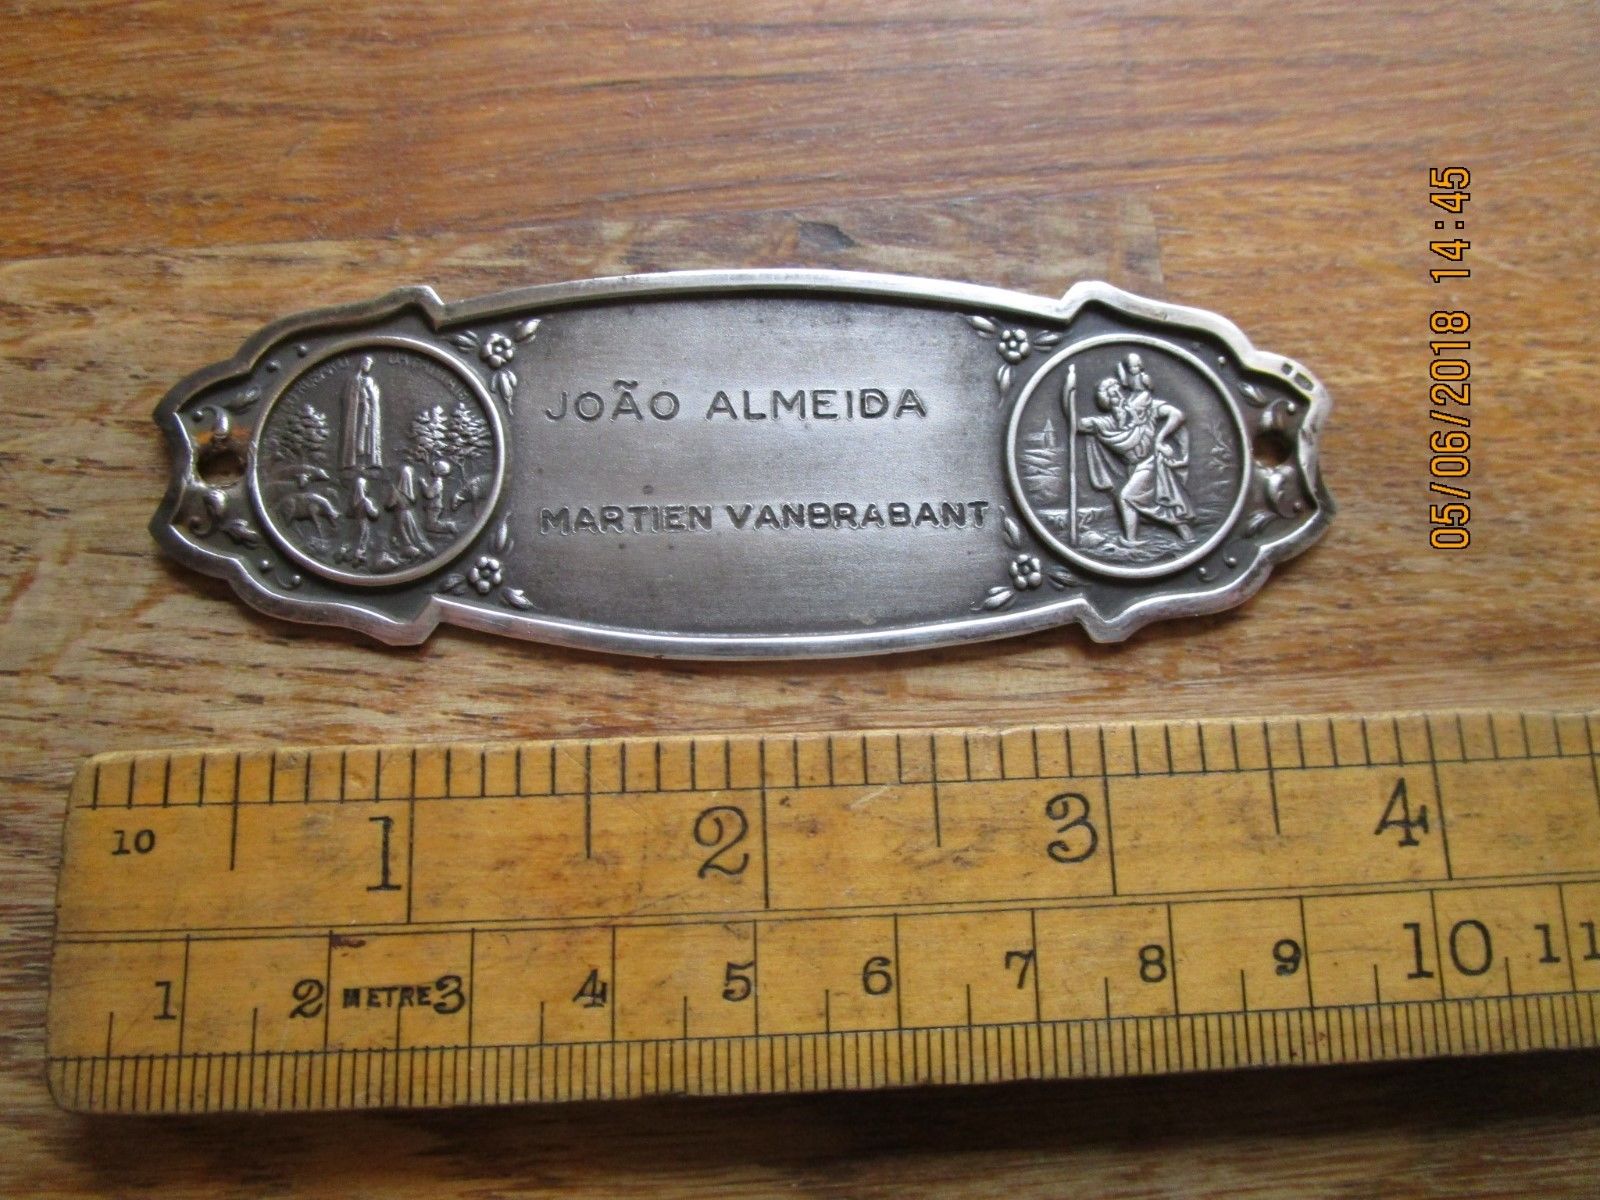 JOÃO ALMEIDA
MARTIEN VANBRABANT
05/06/2018 14:45
10 1 2 3 4
1 2 METRE 3 4 5 6 7 8 9 10 11